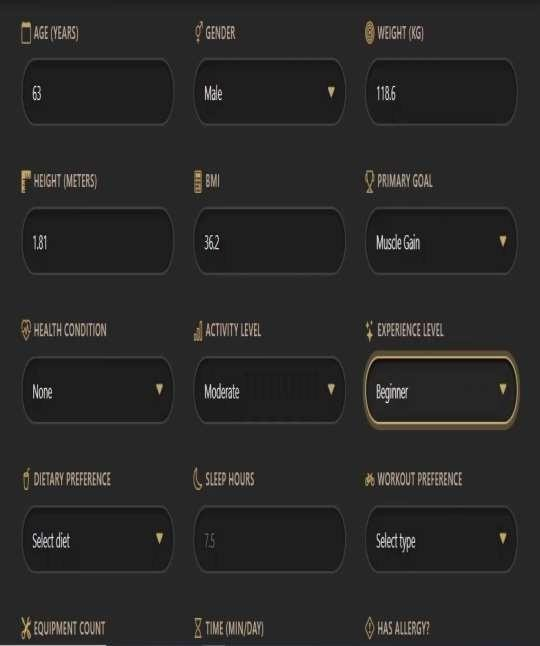 AGE (YEARS) GENDER WEIGHT (KG)
63 Male 118.6
HEIGHT (METERS) BMI PRIMARY GOAL
1.81 36.2 Muscle Gain
HEALTH CONDITION ACTIVITY LEVEL EXPERIENCE LEVEL
None Moderate Beginner
DIETARY PREFERENCE SLEEP HOURS WORKOUT PREFERENCE
Select diet 7.5 Select type
EQUIPMENT COUNT TIME (MIN/DAY) HAS ALLERGY?